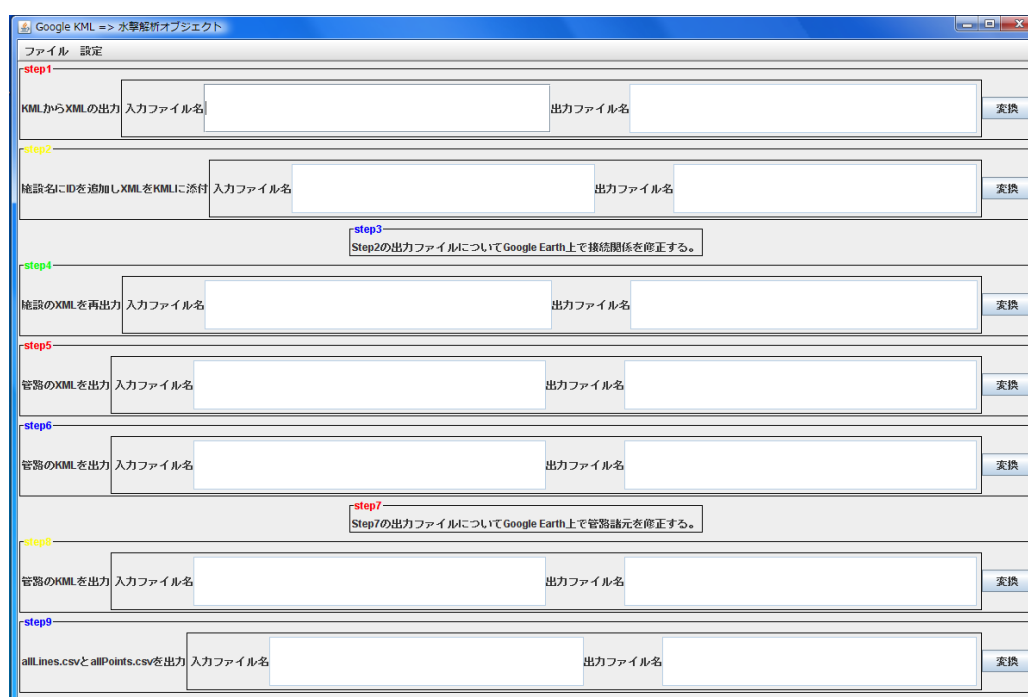 Google KML => 水撃解析オブジェクト
ファイル 設定
step1
KMLからXMLの出力 入力ファイル名 出力ファイル名 変換
step2
施設名にIDを追加しXMLをKMLに添付 入力ファイル名 出力ファイル名 変換
step3
Step2の出力ファイルについてGoogle Earth上で接続関係を修正する。
step4
施設のXMLを再出力 入力ファイル名 出力ファイル名 変換
step5
管路のXMLを出力 入力ファイル名 出力ファイル名 変換
step6
管路のKMLを出力 入力ファイル名 出力ファイル名 変換
step7
Step7の出力ファイルについてGoogle Earth上で管路諸元を修正する。
step8
管路のKMLを出力 入力ファイル名 出力ファイル名 変換
step9
allLines.csvとallPoints.csvを出力 入力ファイル名 出力ファイル名 変換